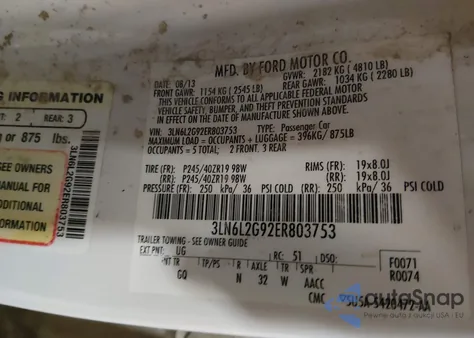 MFD. BY FORD MOTOR CO.
DATE: 08/13
GVWR: 2182 KG ( 4810 LB)
FRONT GAWR: 1154 KG ( 2545 LB)
REAR GAWR: 1034 KG ( 2280 LB)
THIS VEHICLE CONFORMS TO ALL APPLICABLE FEDERAL MOTOR
VEHICLE SAFETY, BUMPER, AND THEFT PREVENTION STANDARDS
IN EFFECT ON THE DATE OF MANUFACTURE SHOWN ABOVE.
VIN: 3LN6L2G92ER803753
TYPE: Passenger Car
MAXIMUM LOAD = OCCUPANTS + LUGGAGE = 396KG / 875LB
OCCUPANTS = 5 TOTAL, 2 FRONT, 3 REAR
TIRE (FR): P245/40ZR19 98W RIMS (FR): 19x8.0J
(RR): P245/40ZR19 98W (RR): 19x8.0J
PRESSURE (FR): 250 kPa/ 36 PSI COLD (RR): 250 kPa/ 36 PSI COLD
3LN6L2G92ER803753
TRAILER TOWING - SEE OWNER GUIDE
EXT PNT: UG RC: 51 DSO:
F0071
R0074
INT TR TP/PS R AXLE TR SPR
GQ N 32 W AACC
CMC
G INFORMATION
2 REAR: 3
or 875 lbs.
SEE OWNERS
MANUAL FOR
ADDITIONAL
INFORMATION
3LN6L2G92ER803753
autoSnap